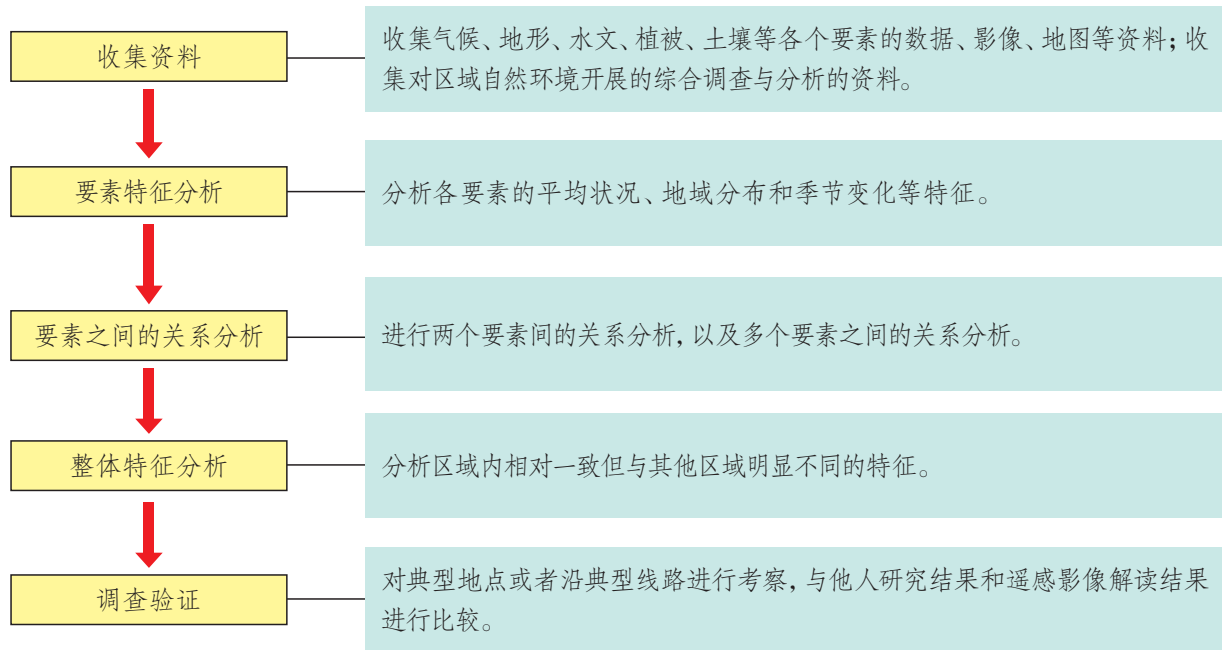 收集资料
收集气候、地形、水文、植被、土壤等各个要素的数据、影像、地图等资料；收
集对区域自然环境开展的综合调查与分析的资料。
要素特征分析
分析各要素的平均状况、地域分布和季节变化等特征。
要素之间的关系分析
进行两个要素间的关系分析，以及多个要素之间的关系分析。
整体特征分析
分析区域内相对一致但与其他区域明显不同的特征。
调查验证
对典型地点或者沿典型线路进行考察，与他人研究结果和遥感影像解读结果
进行比较。